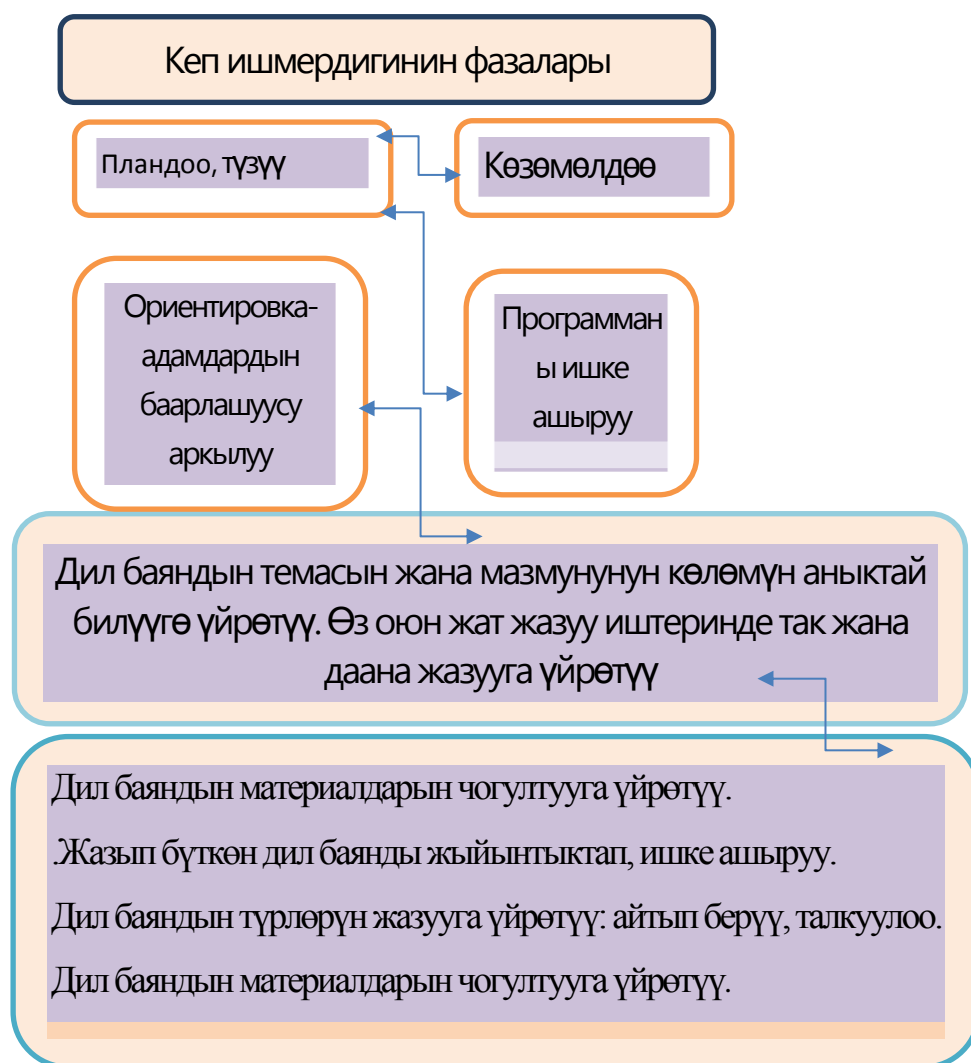 Кеп ишмердигинин фазалары
Пландоо, түзүү
Көзөмөлдөө
Ориентировка-
адамдардын
баарлашуусу
аркылуу
Программан
ы ишке
ашыруу
Дил баяндын темасын жана мазмунунун көлөмүн аныктай
билүүгө үйрөтүү. Өз оюн жат жазуу иштеринде так жана
даана жазууга үйрөтүү
Дил баяндын материалдарын чогултууга үйрөтүү.
.Жазып бүткөн дил баянды жыйынтыктап, ишке ашыруу.
Дил баяндын түрлөрүн жазууга үйрөтүү: айтып берүү, талкуулоо.
Дил баяндын материалдарын чогултууга үйрөтүү.